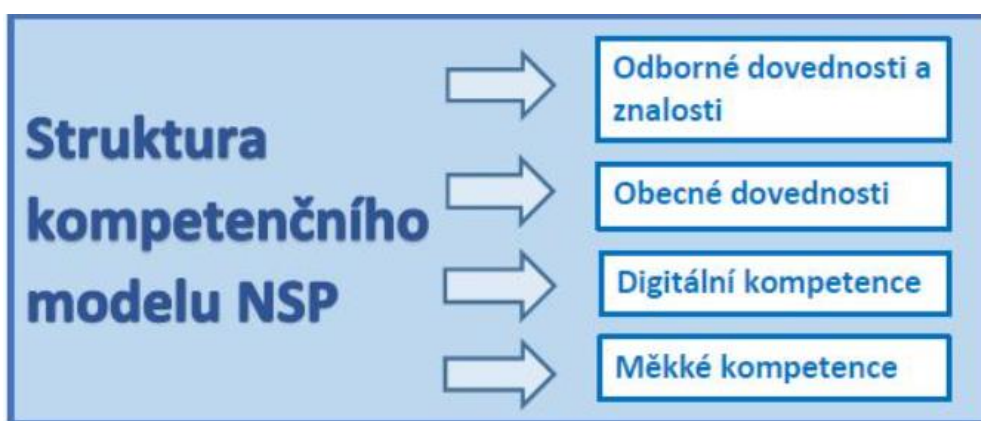 Struktura
kompetenčního
modelu NSP
Odborné dovednosti a
znalosti
Obecné dovednosti
Digitální kompetence
Měkké kompetence